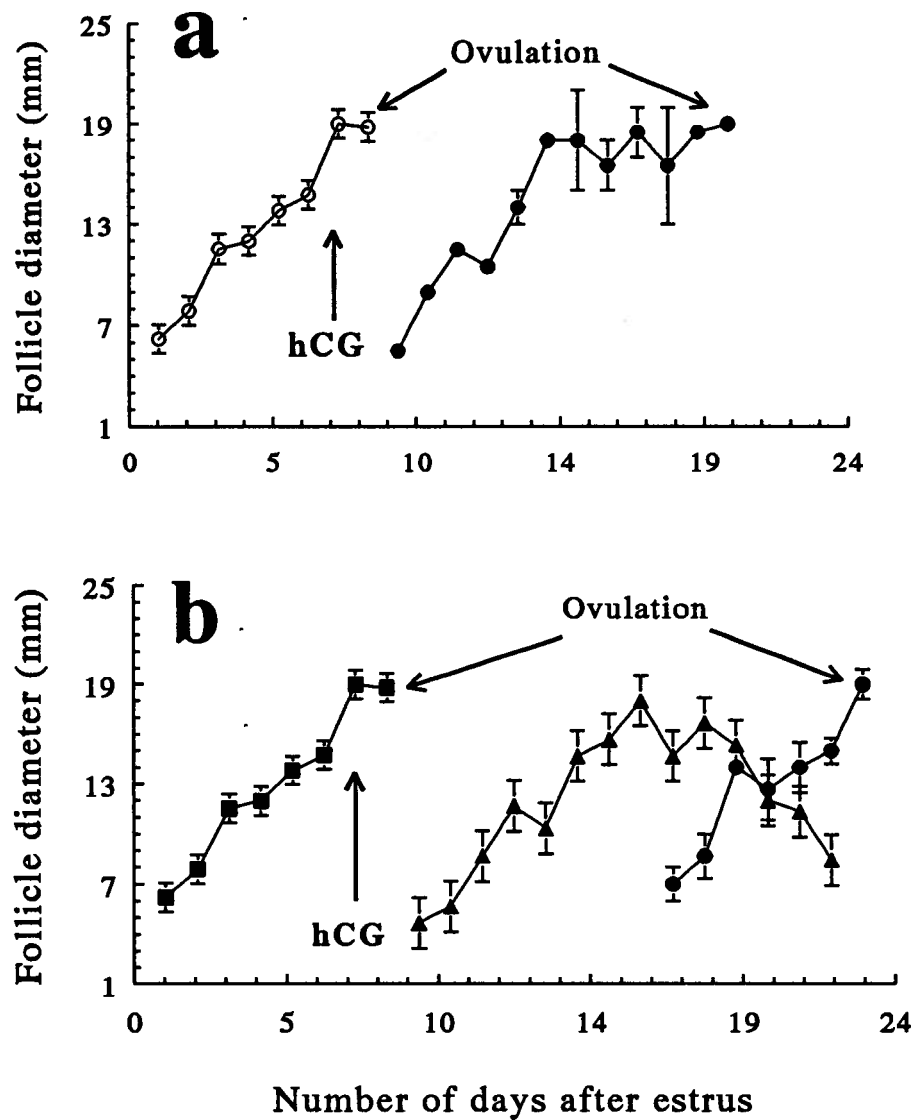 a
Follicle diameter (mm)
25
19
13
7
1
Ovulation
hCG
0 5 10 14 19 24
b
Follicle diameter (mm)
25
19
13
7
1
Ovulation
hCG
0 5 10 14 19 24
Number of days after estrus